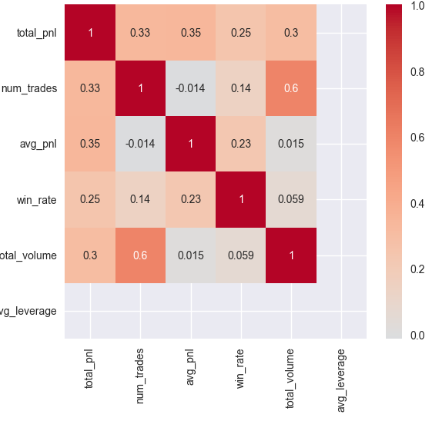 total_pnl 1 0.33 0.35 0.25 0.3
num_trades 0.33 1 -0.014 0.14 0.6
avg_pnl 0.35 -0.014 1 0.23 0.015
win_rate 0.25 0.14 0.23 1 0.059
otal_volume 0.3 0.6 0.015 0.059 1
vg_leverage
total_pnl
num_trades
avg_pnl
win_rate
total_volume
avg_leverage
1.0
0.8
0.6
0.4
0.2
0.0